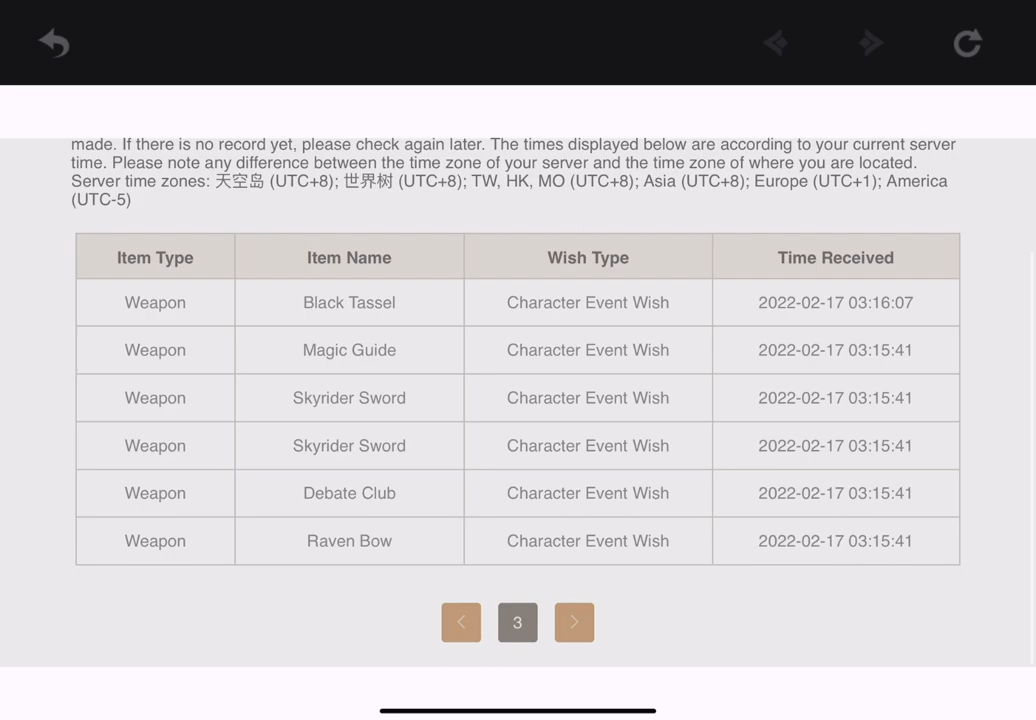 made. If there is no record yet, please check again later. The times displayed below are according to your current server
time. Please note any difference between the time zone of your server and the time zone of where you are located.
Server time zones: 天空岛 (UTC+8); 世界树 (UTC+8); TW, HK, MO (UTC+8); Asia (UTC+8); Europe (UTC+1); America
(UTC-5)
Item Type Item Name Wish Type Time Received
Weapon Black Tassel Character Event Wish 2022-02-17 03:16:07
Weapon Magic Guide Character Event Wish 2022-02-17 03:15:41
Weapon Skyrider Sword Character Event Wish 2022-02-17 03:15:41
Weapon Skyrider Sword Character Event Wish 2022-02-17 03:15:41
Weapon Debate Club Character Event Wish 2022-02-17 03:15:41
Weapon Raven Bow Character Event Wish 2022-02-17 03:15:41
3